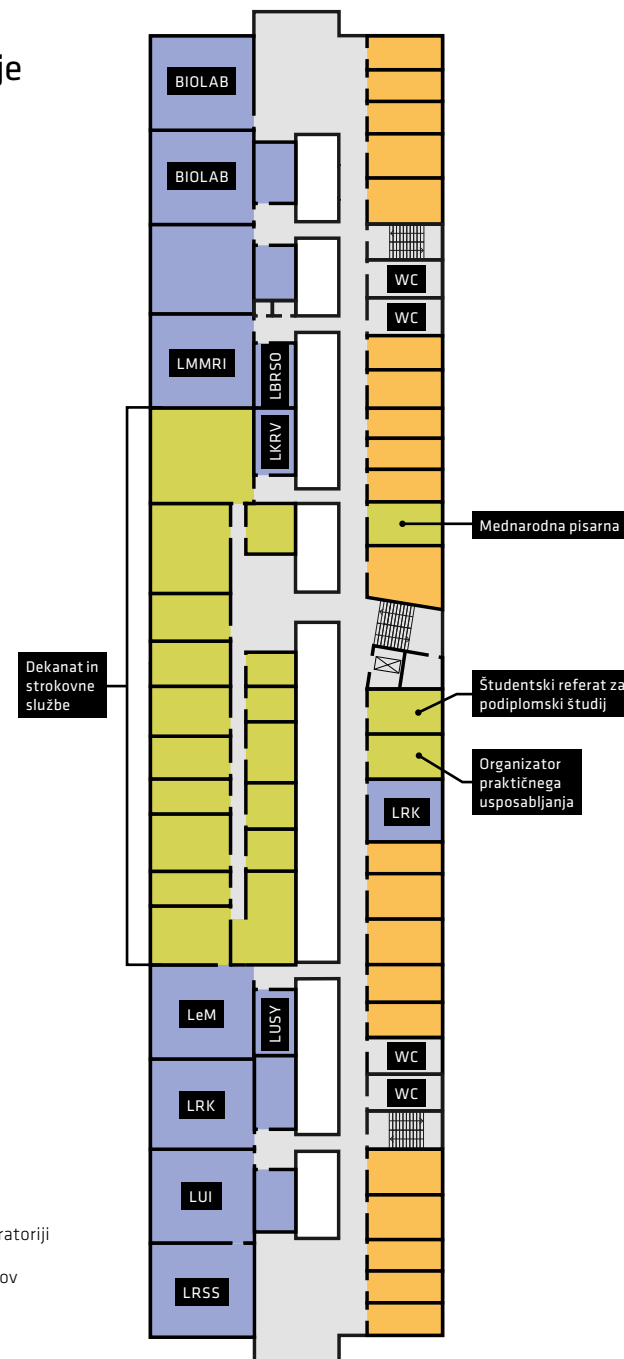 je
BIOLAB
BIOLAB
WC
WC
LMMRI
LBRSO
LKRV
Mednarodna pisarna
Dekanat in
strokovne
službe
Študentski referat za
podiplomski študij
Organizator
praktičnega
usposabljanja
LRK
LeM
LUSY
WC
LRK
WC
LUI
ratoriji
ov
LRSS